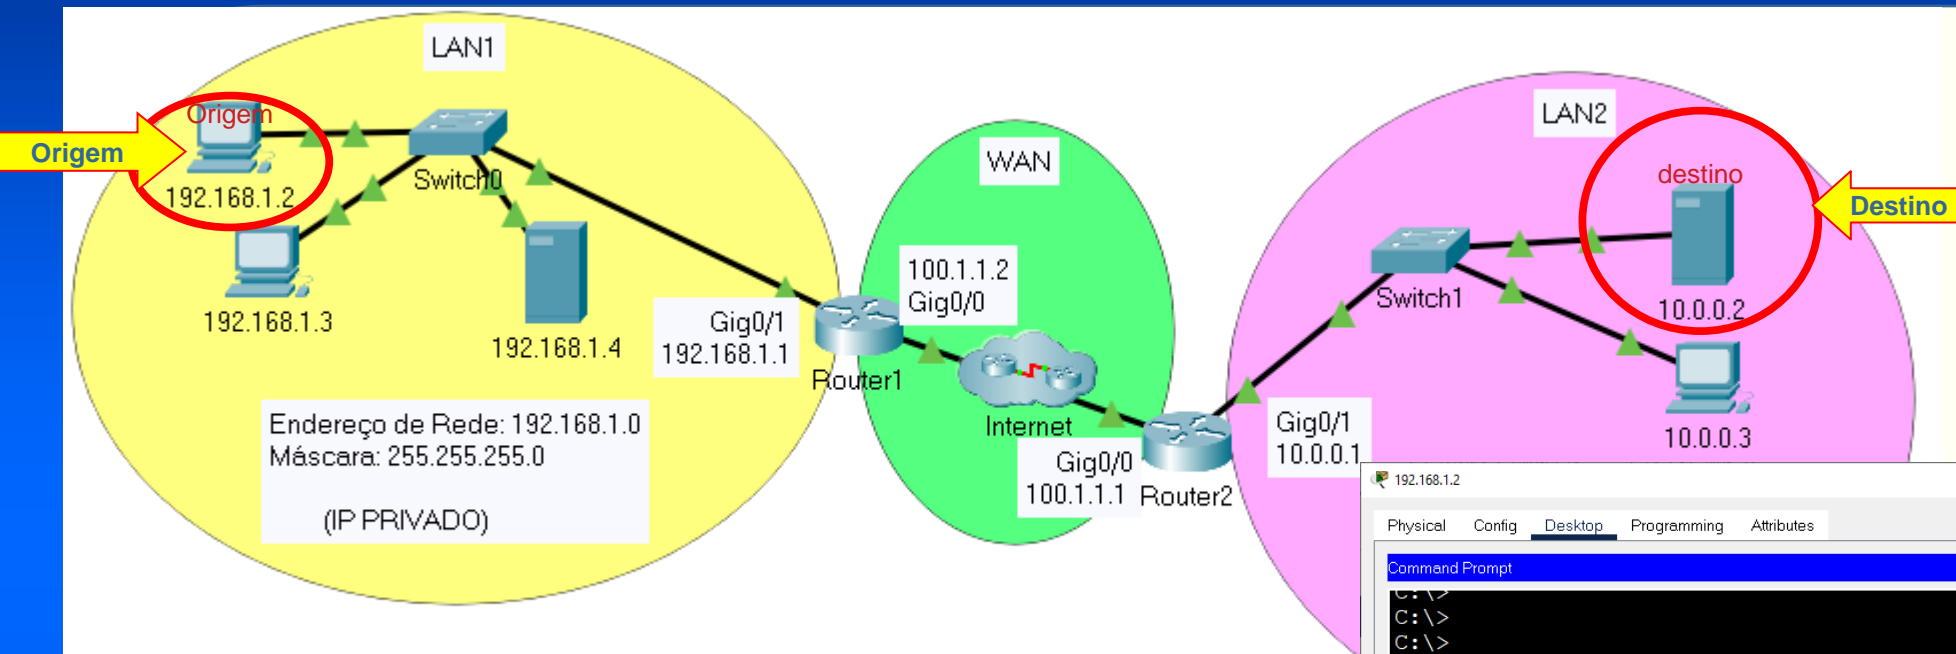 LAN1
Origem
Origem
192.168.1.2
Switch0
192.168.1.3
192.168.1.4
Gig0/1
192.168.1.1
Router1
Endereço de Rede: 192.168.1.0
Máscara: 255.255.255.0
(IP PRIVADO)
WAN
100.1.1.2
Gig0/0
Internet
Gig0/0
100.1.1.1
Router2
LAN2
destino
Destino
10.0.0.2
Switch1
10.0.0.3
Gig0/1
10.0.0.1
192.168.1.2
Physical Config Desktop Programming Attributes
Command Prompt
C:\>
C:\>
C:\>